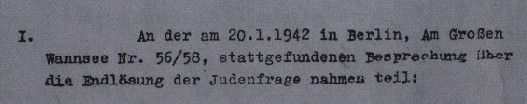 I. An der am 20.1.1942 in Berlin, Am Großen
Wannsee Nr. 56/58, stattgefundenen Besprechung über
die Endlösung der Judenfrage nahmen teil: